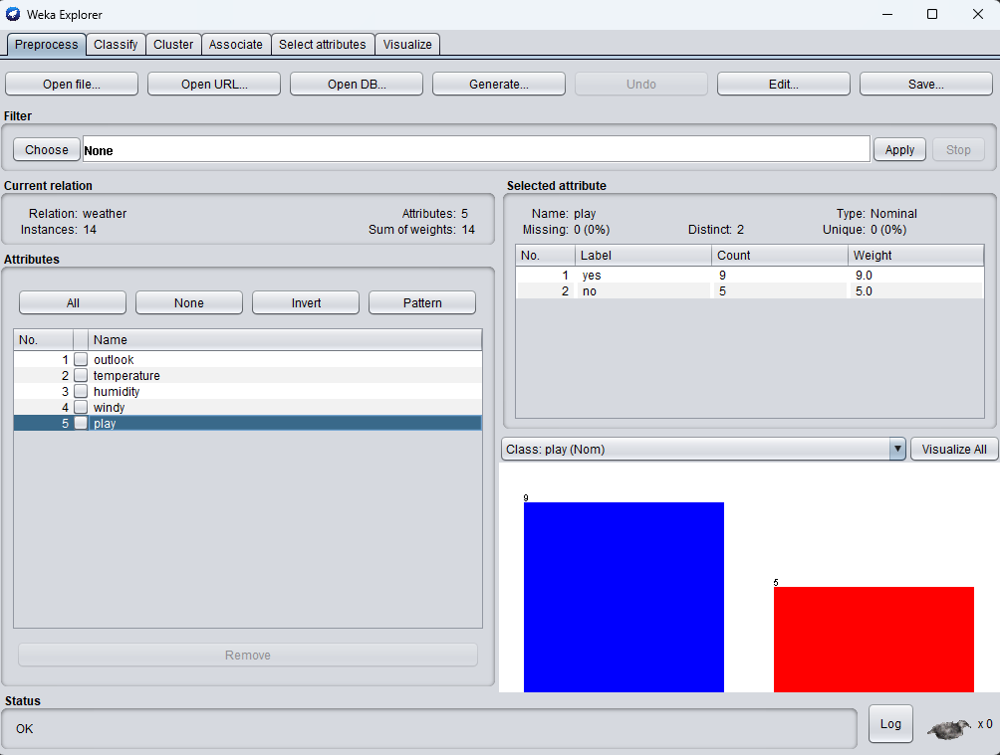 Weka Explorer
Preprocess Classify Cluster Associate Select attributes Visualize
Open file... Open URL... Open DB... Generate... Undo Edit... Save...
Filter
Choose None Apply Stop
Current relation
Relation: weather Attributes: 5
Instances: 14 Sum of weights: 14
Selected attribute
Name: play Type: Nominal
Missing: 0 (0%) Distinct: 2 Unique: 0 (0%)
No. Label Count Weight
1 yes 9 9.0
2 no 5 5.0
Attributes
All None Invert Pattern
No. Name
1 outlook
2 temperature
3 humidity
4 windy
5 play
Remove
Class: play (Nom) Visualize All
9
5
Status
OK
Log x 0